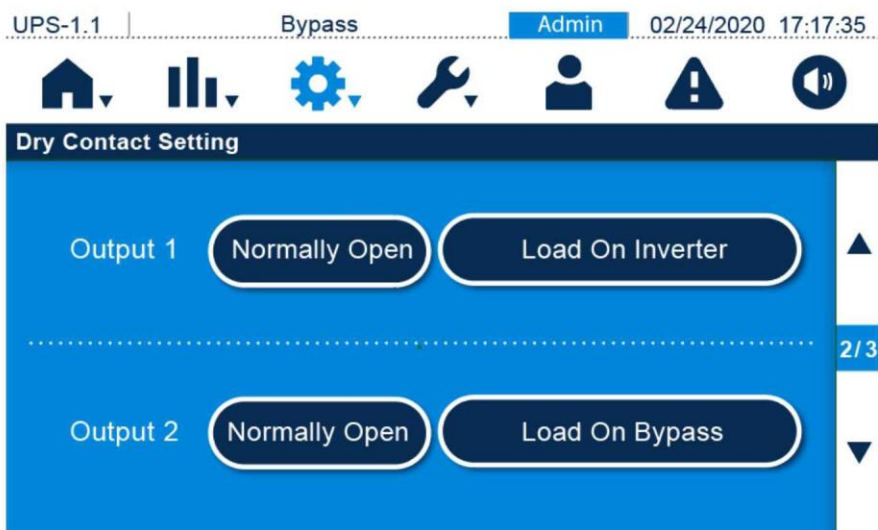 UPS-1.1 Bypass Admin 02/24/2020 17:17:35
Dry Contact Setting
Output 1 Normally Open Load On Inverter
2/3
Output 2 Normally Open Load On Bypass